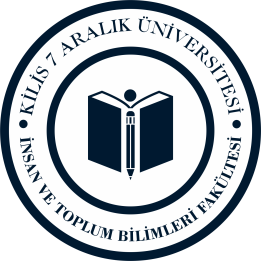 KİLİS 7 ARALIK ÜNİVERSİTESİ
İNSAN VE TOPLUM BİLİMLERİ FAKÜLTESİ